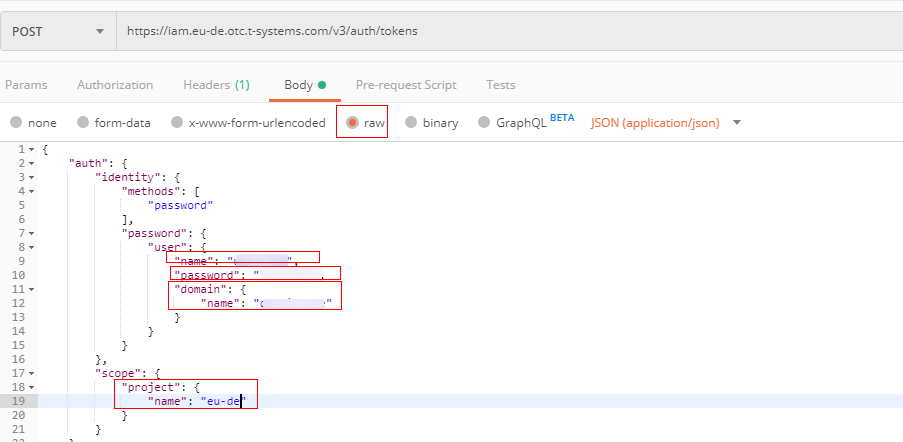 POST https://iam.eu-de.otc.t-systems.com/v3/auth/tokens
Params Authorization Headers (1) Body Pre-request Script Tests
none form-data x-www-form-urlencoded raw binary GraphQL BETA JSON (application/json)
1 {
2 "auth": {
3 "identity": {
4 "methods": [
5 "password"
6 ],
7 "password": {
8 "user": {
9 "name": "
10 "password": "
11 "domain": {
12 "name": "
13 }
14 }
15 }
16 },
17 "scope": {
18 "project": {
19 "name": "eu-de"
20 }
21 }